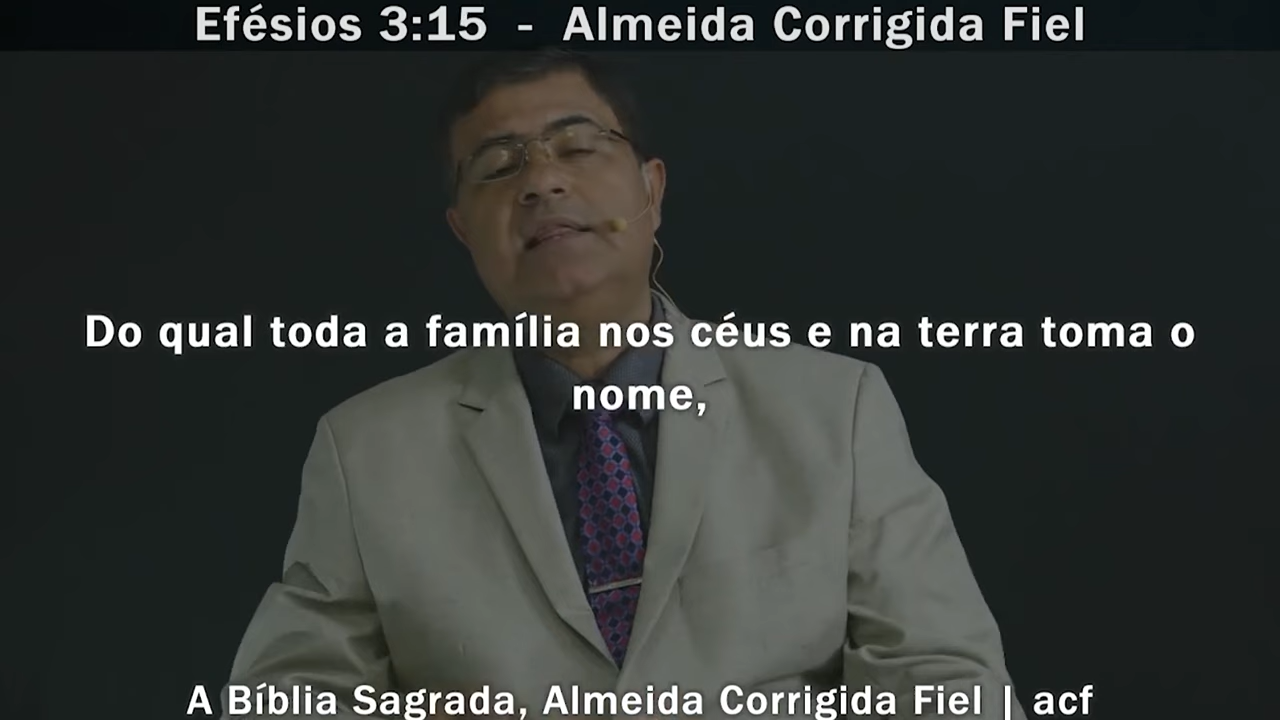 Efésios 3:15 - Almeida Corrigida Fiel
Do qual toda a família nos céus e na terra toma o
nome,
A Bíblia Sagrada, Almeida Corrigida Fiel | acf